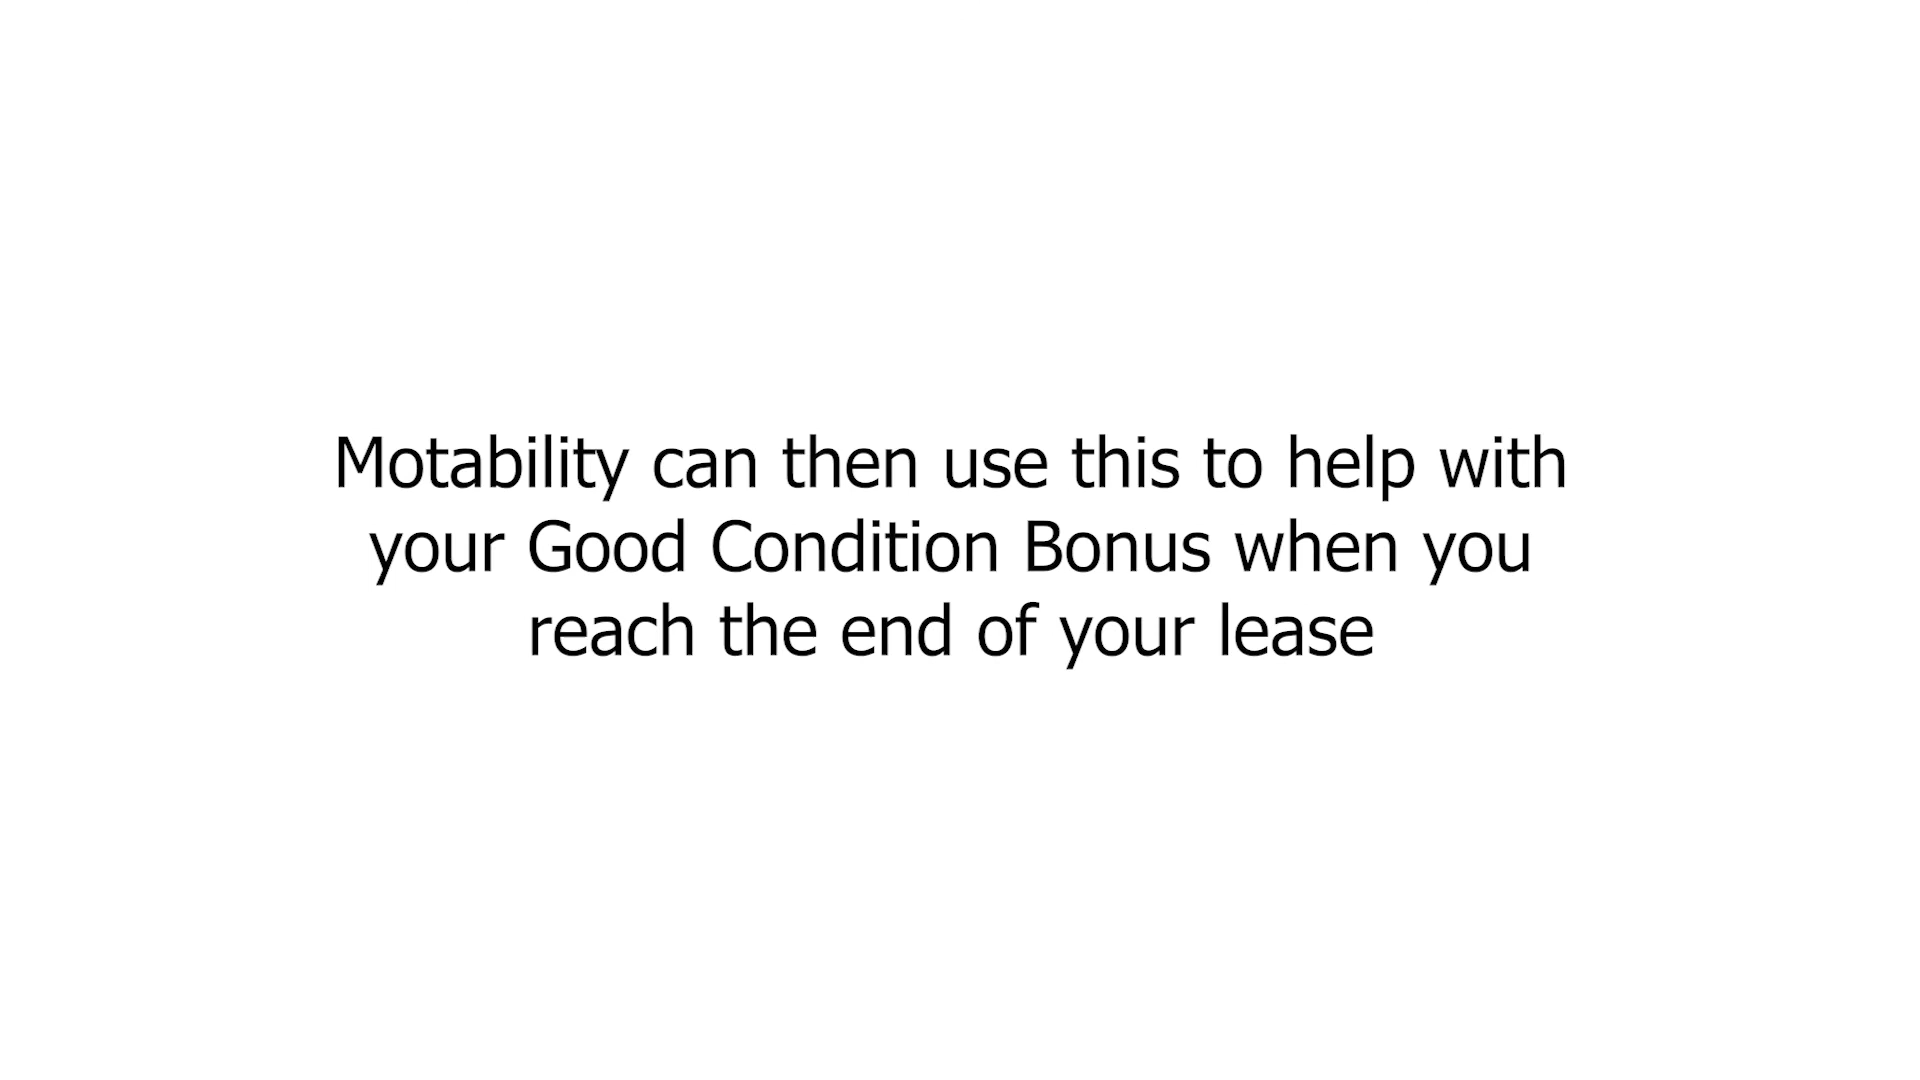 Motability can then use this to help with
your Good Condition Bonus when you
reach the end of your lease